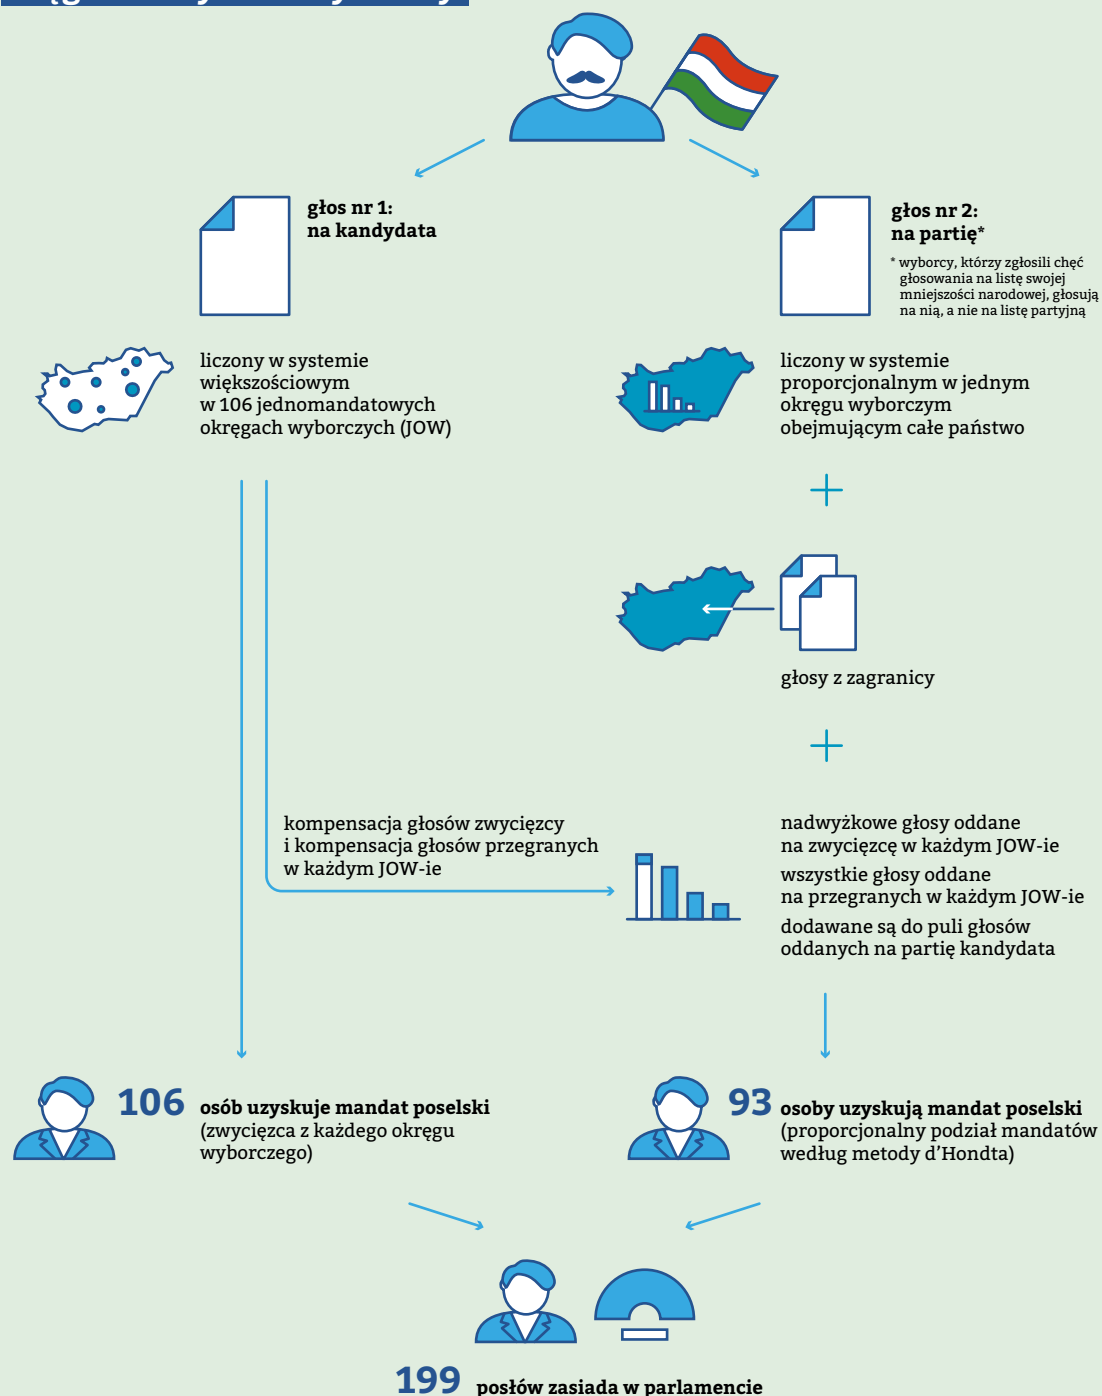 głos nr 1:
na kandydata
głos nr 2:
na partię*
* wyborcy, którzy zgłosili chęć
głosowania na listę swojej
mniejszości narodowej, głosują
na nią, a nie na listę partyjną
liczony w systemie
większościowym
w 106 jednomandatowych
okręgach wyborczych (JOW)
liczony w systemie
proporcjonalnym w jednym
okręgu wyborczym
obejmującym całe państwo
+
głosy z zagranicy
+
kompensacja głosów zwycięzcy
i kompensacja głosów przegranych
w każdym JOW-ie
nadwyżkowe głosy oddane
na zwycięzcę w każdym JOW-ie
wszystkie głosy oddane
na przegranych w każdym JOW-ie
dodawane są do puli głosów
oddanych na partię kandydata
106 osób uzyskuje mandat poselski
(zwycięzca z każdego okręgu
wyborczego)
93 osoby uzyskują mandat poselski
(proporcjonalny podział mandatów
według metody d'Hondta)
199 posłów zasiada w parlamencie